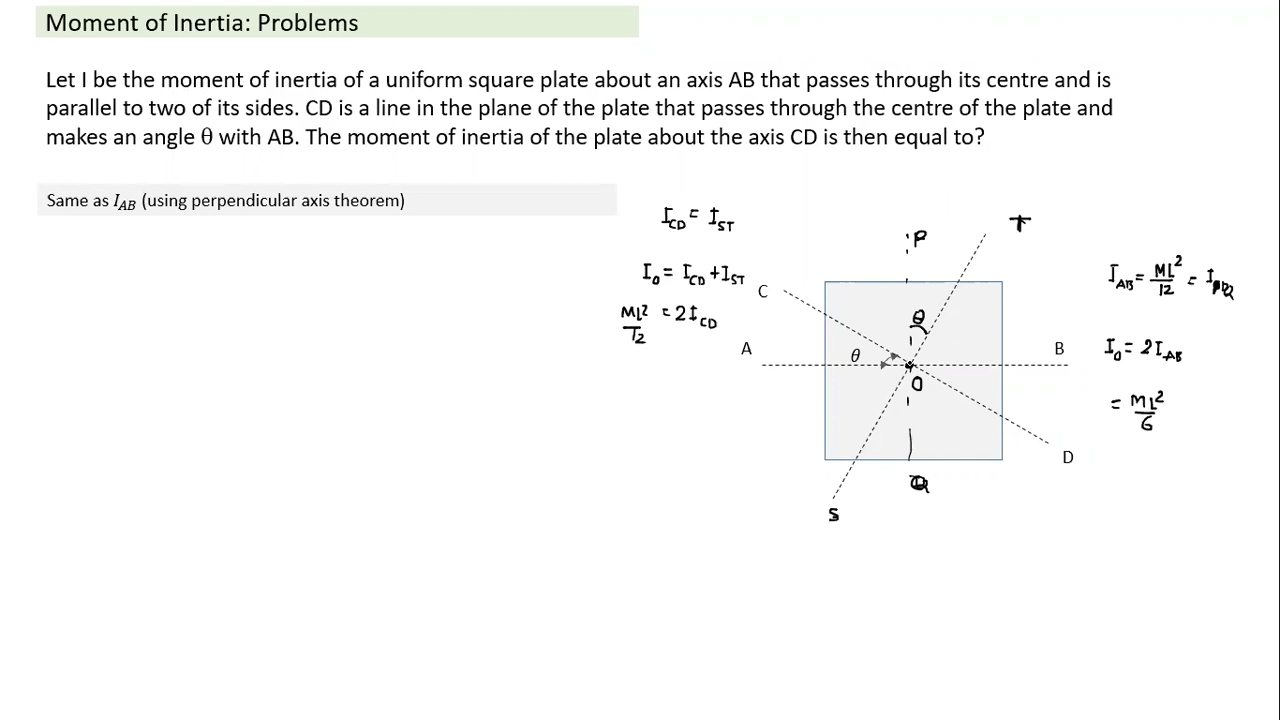 Moment of Inertia: Problems
Let I be the moment of inertia of a uniform square plate about an axis AB that passes through its centre and is
parallel to two of its sides. CD is a line in the plane of the plate that passes through the centre of the plate and
makes an angle θ with AB. The moment of inertia of the plate about the axis CD is then equal to?
Same as I_AB (using perpendicular axis theorem)
I_CD = I_ST
I_0 = I_CD + I_ST
ML²/12 = 2I_CD
P
T
C
θ
A
θ
B
O
D
Q
S
I_AB = ML²/12 = I_PQ
I_0 = 2I_AB
= ML²/6